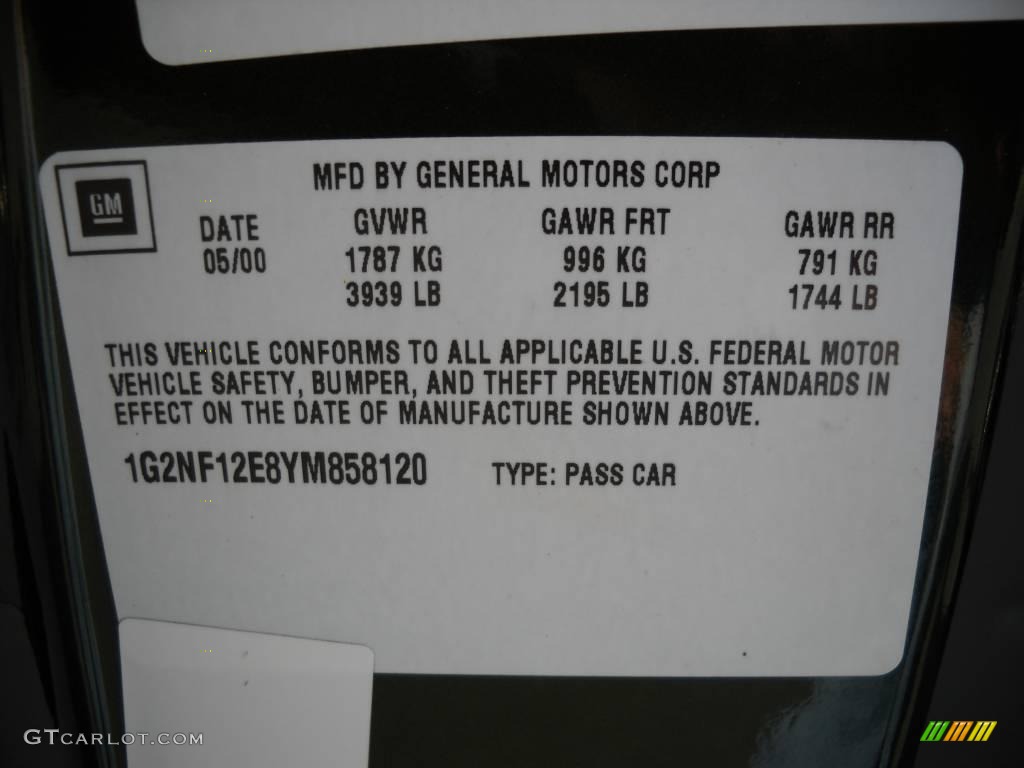 MFD BY GENERAL MOTORS CORP
GM
DATE GVWR GAWR FRT GAWR RR
05/00 1787 KG 996 KG 791 KG
3939 LB 2195 LB 1744 LB
THIS VEHICLE CONFORMS TO ALL APPLICABLE U.S. FEDERAL MOTOR
VEHICLE SAFETY, BUMPER, AND THEFT PREVENTION STANDARDS IN
EFFECT ON THE DATE OF MANUFACTURE SHOWN ABOVE.
1G2NF12E8YM858120 TYPE: PASS CAR
GTCARLOT.COM